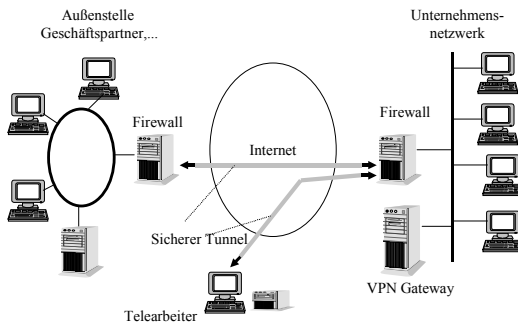 Außenstelle
Geschäftspartner,...
Unternehmens-
netzwerk
Firewall
Firewall
Internet
Sicherer Tunnel
VPN Gateway
Telearbeiter